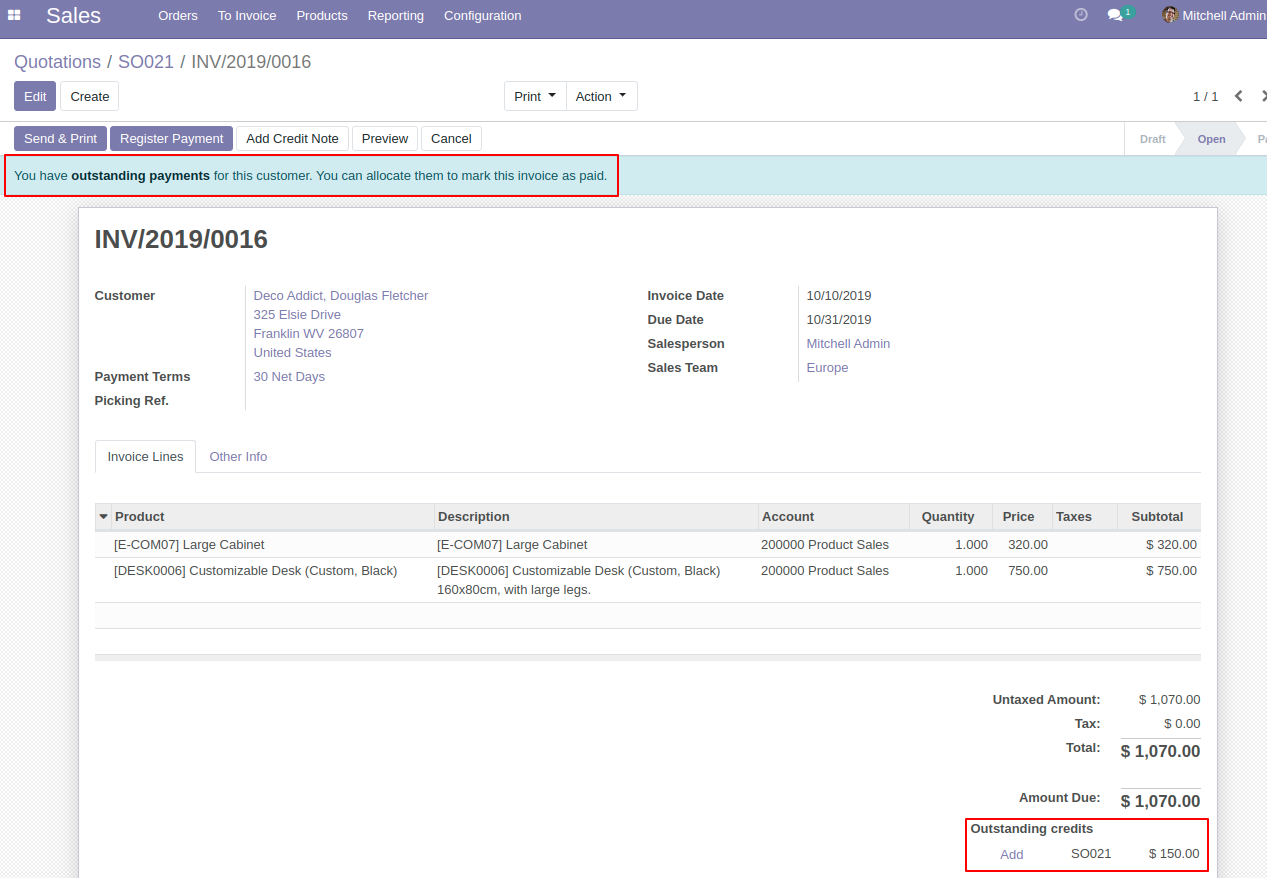 Sales Orders To Invoice Products Reporting Configuration 1 Mitchell Admin
Quotations / SO021 / INV/2019/0016
Edit Create Print Action 1 / 1
Send & Print Register Payment Add Credit Note Preview Cancel Draft Open
You have outstanding payments for this customer. You can allocate them to mark this invoice as paid.
INV/2019/0016
Customer Deco Addict, Douglas Fletcher
325 Elsie Drive
Franklin WV 26807
United States
Payment Terms 30 Net Days
Picking Ref.
Invoice Date 10/10/2019
Due Date 10/31/2019
Salesperson Mitchell Admin
Sales Team Europe
Invoice Lines Other Info
Product Description Account Quantity Price Taxes Subtotal
[E-COM07] Large Cabinet [E-COM07] Large Cabinet 200000 Product Sales 1.000 320.00 $ 320.00
[DESK0006] Customizable Desk (Custom, Black) [DESK0006] Customizable Desk (Custom, Black) 200000 Product Sales 1.000 750.00 $ 750.00
160x80cm, with large legs.
Untaxed Amount: $ 1,070.00
Tax: $ 0.00
Total: $ 1,070.00
Amount Due: $ 1,070.00
Outstanding credits
Add SO021 $ 150.00